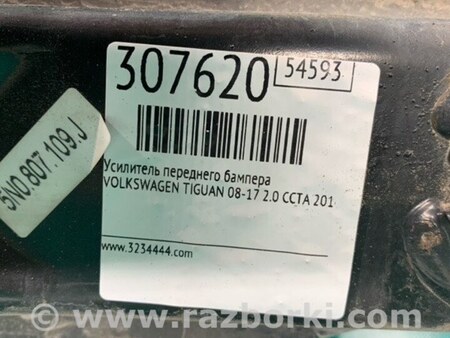 307620
54593
5N0.807.109.J
Усилитель переднего бампера
VOLKSWAGEN TIGUAN 08-17 2.0 CCTA 201
www.3234444.com
© www.razborki.com